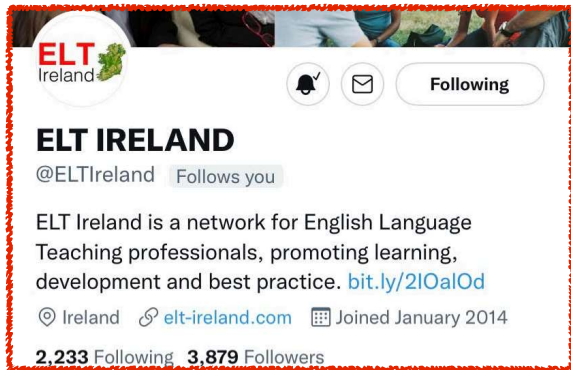 ELT
Ireland
Following
ELT IRELAND
@ELTIreland Follows you
ELT Ireland is a network for English Language
Teaching professionals, promoting learning,
development and best practice. bit.ly/2IOalOd
Ireland elt-ireland.com Joined January 2014
2,233 Following 3,879 Followers